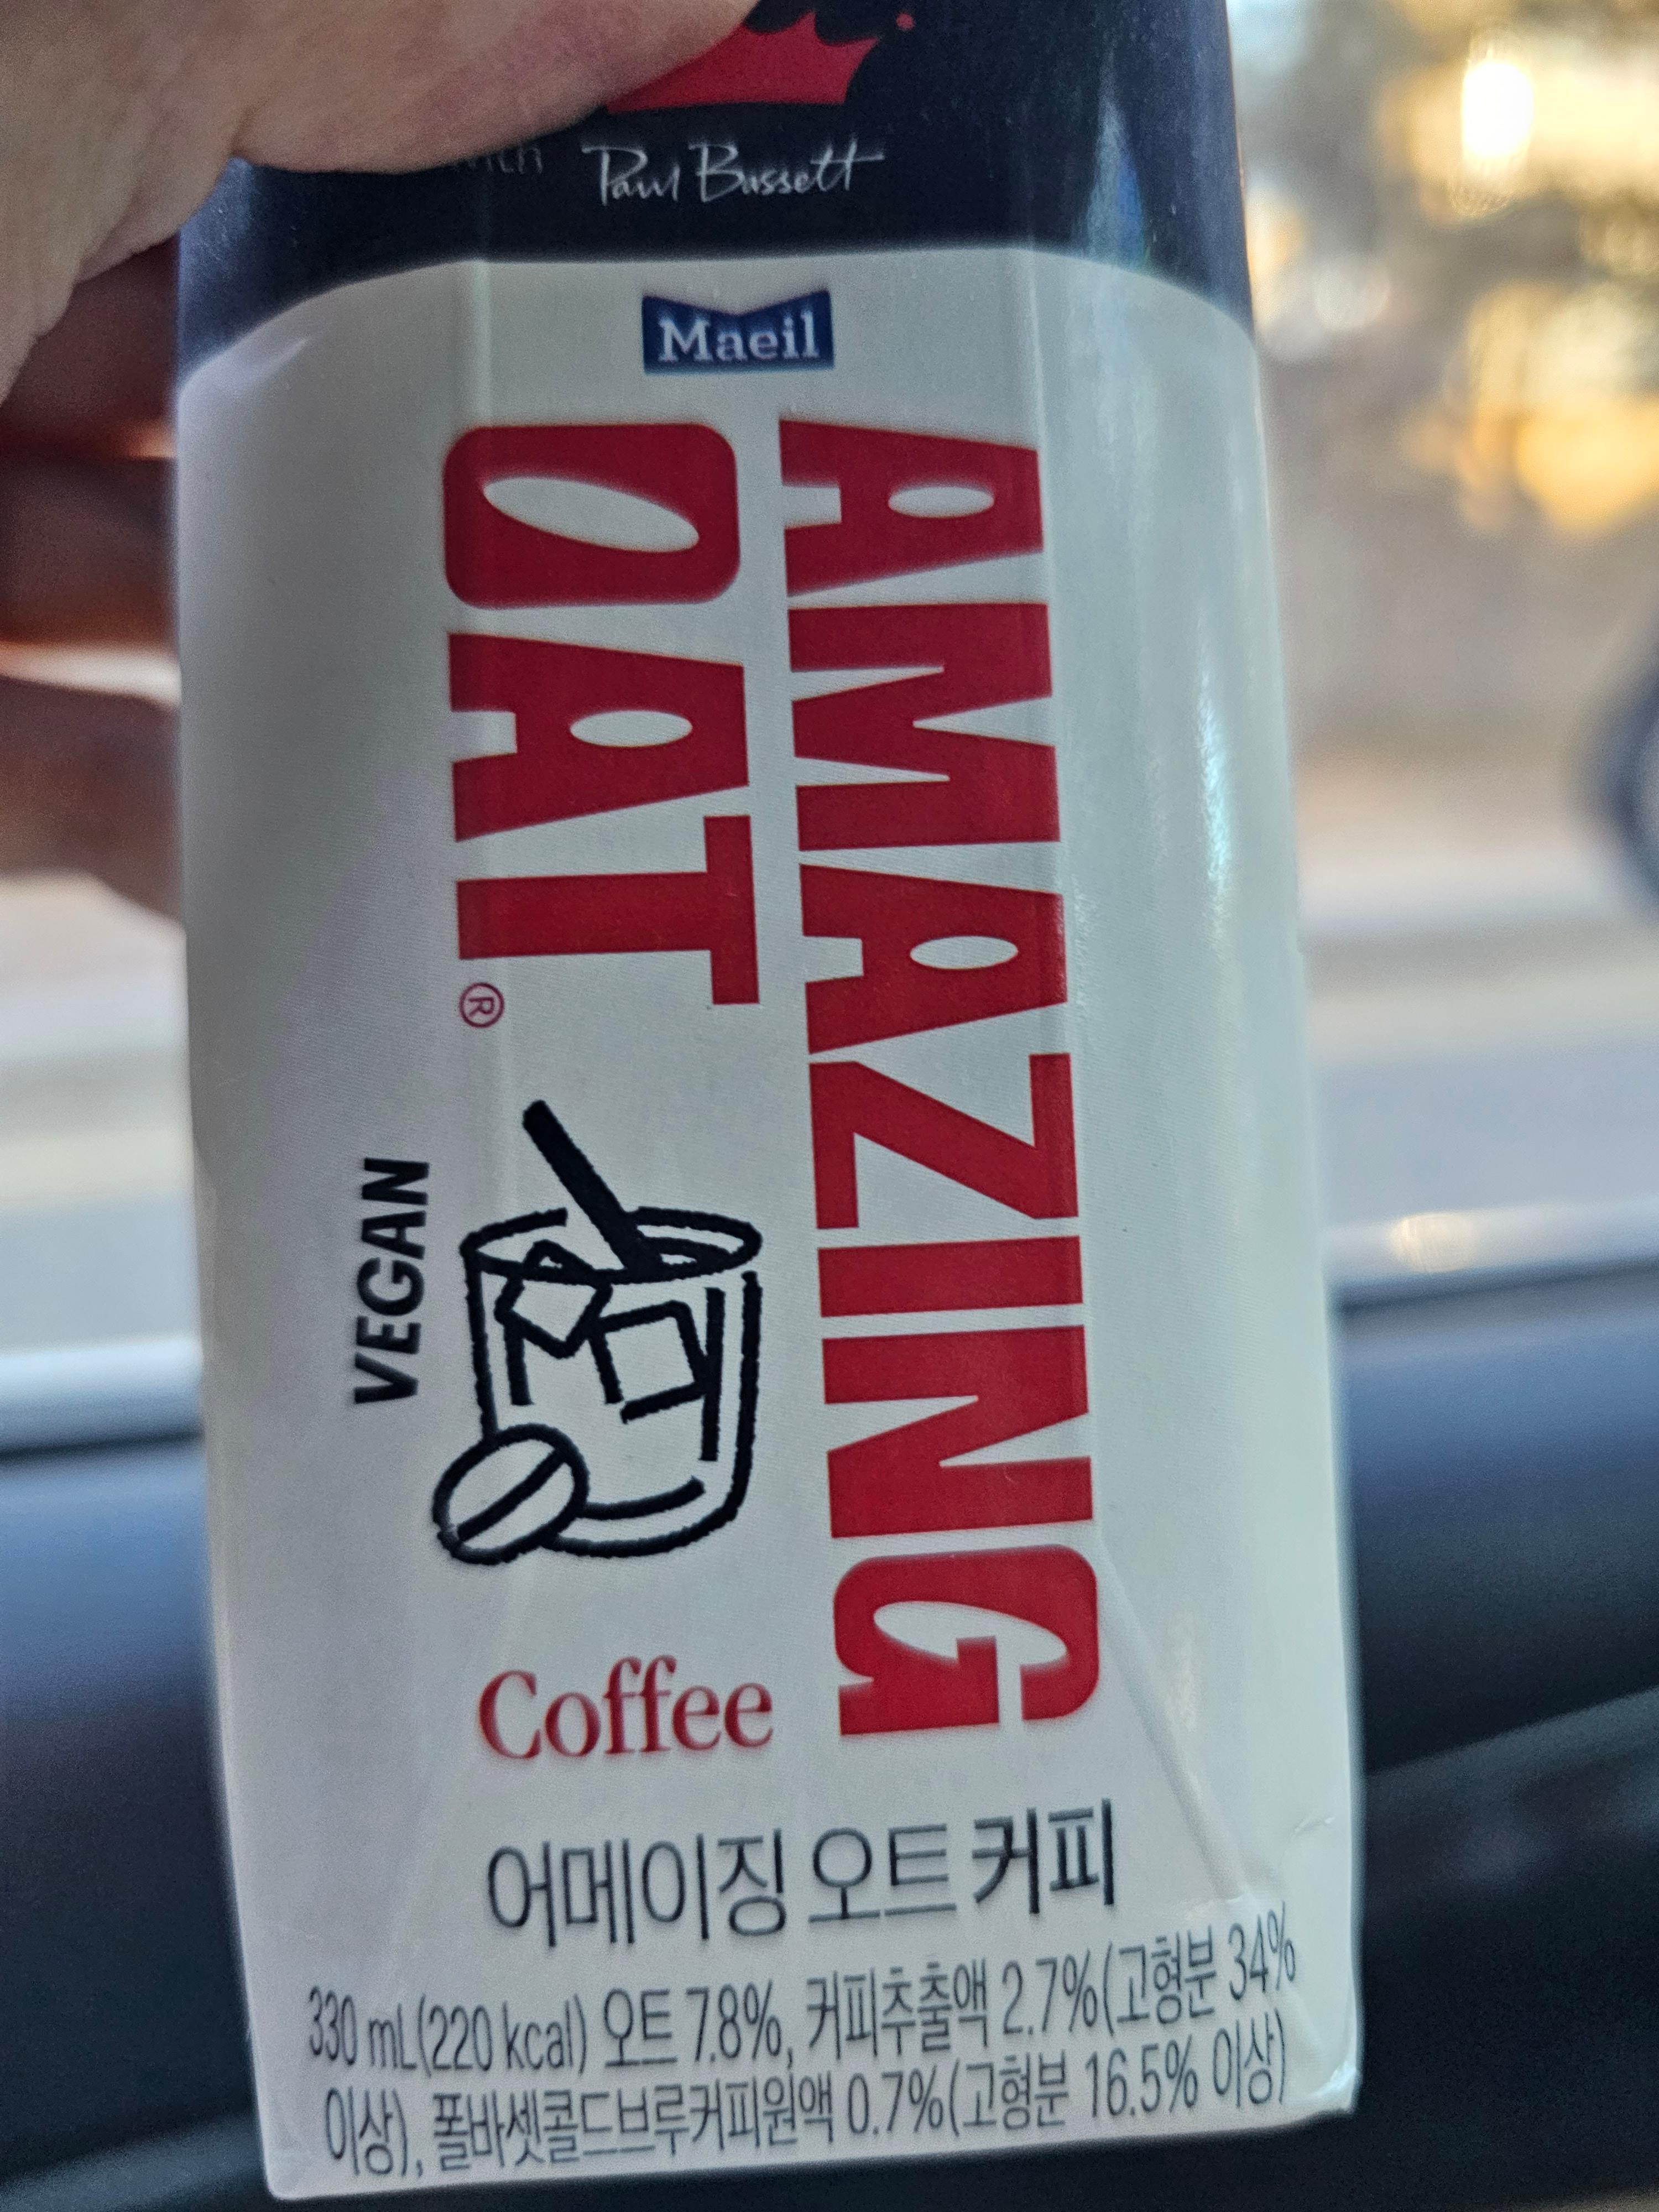 Paul Bassett
Maeil
AMAZING
OAT®
VEGAN
Coffee
어메이징 오트 커피
330 mL(220 kcal) 오트 7.8%, 커피추출액 2.7%(고형분 34%
이상), 폴바셋콜드브루커피원액 0.7%(고형분 16.5% 이상)